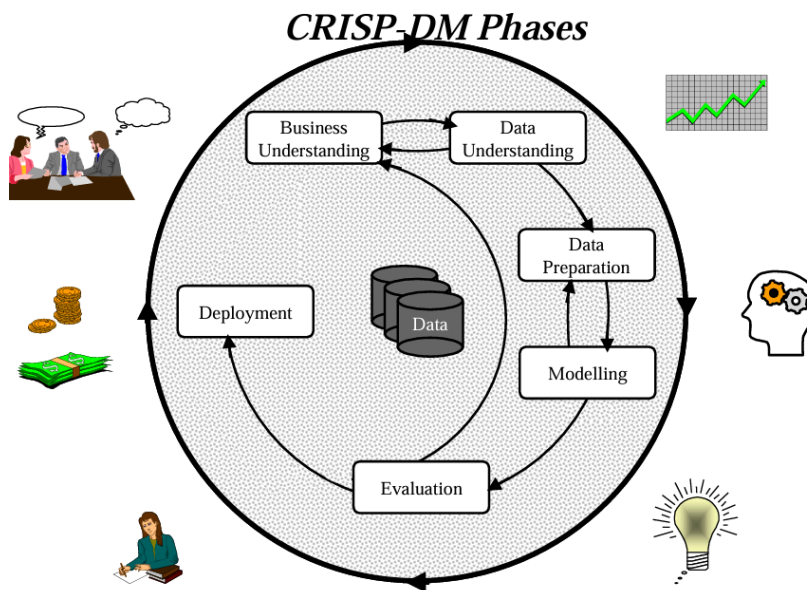 CRISP-DM Phases
Business
Understanding
Data
Understanding
Data
Preparation
Deployment
Data
Modelling
Evaluation